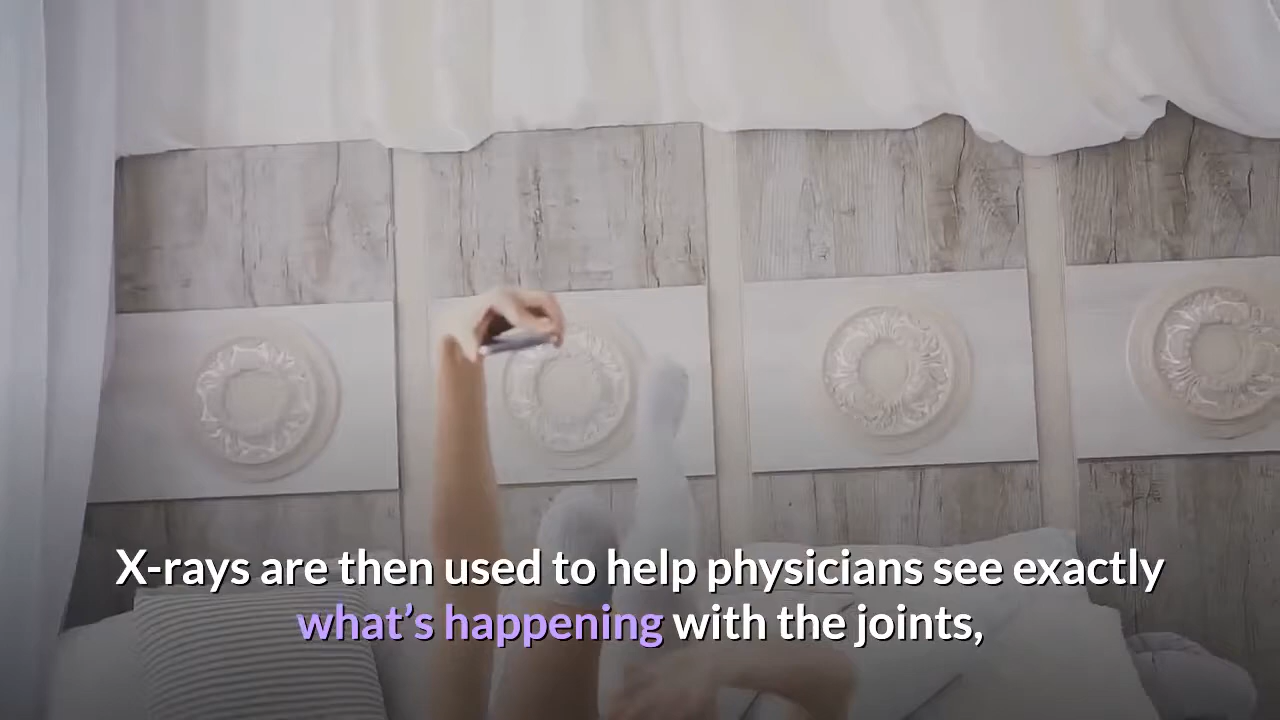 X-rays are then used to help physicians see exactly
what’s happening with the joints,